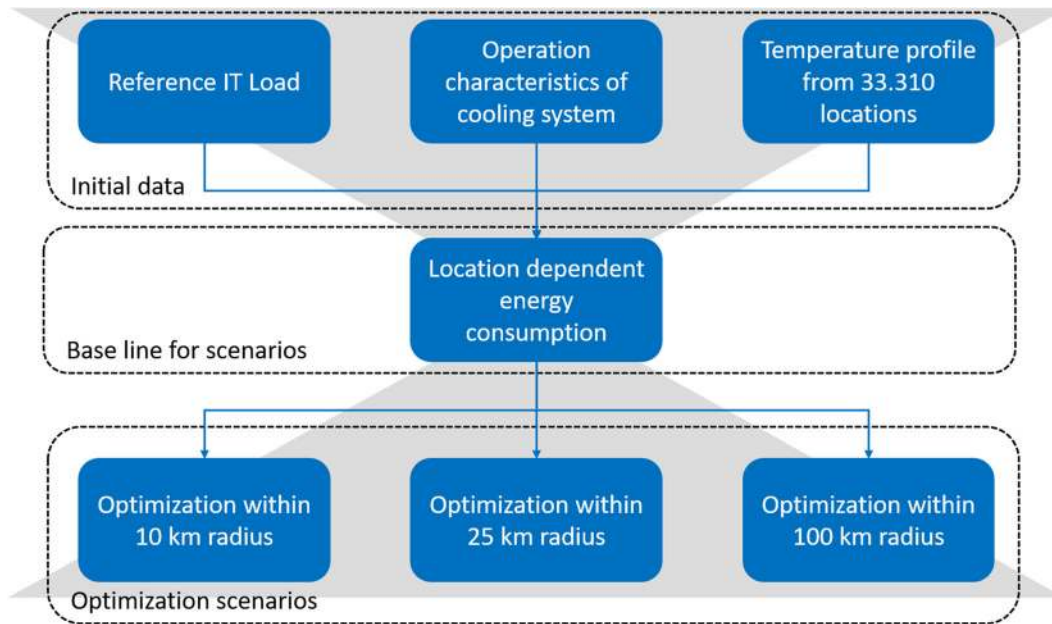 Reference IT Load
Operation
characteristics of
cooling system
Temperature profile
from 33.310
locations
Initial data
Location dependent
energy
consumption
Base line for scenarios
Optimization within
10 km radius
Optimization within
25 km radius
Optimization within
100 km radius
Optimization scenarios